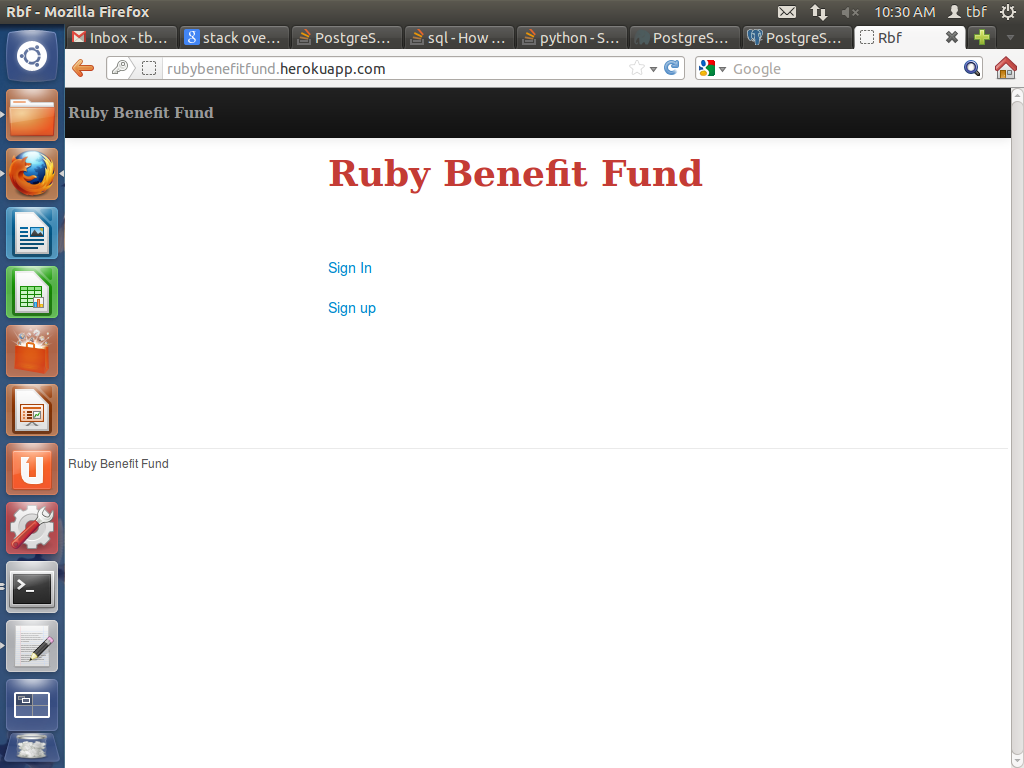 Rbf - Mozilla Firefox
10:30 AM
tbf
Inbox - tb...
stack ove...
PostgreS...
sql - How ...
python - S...
PostgreS...
PostgreS...
Rbf
rubybenefitfund.herokuapp.com
Google
Ruby Benefit Fund
Ruby Benefit Fund
Sign In
Sign up
Ruby Benefit Fund